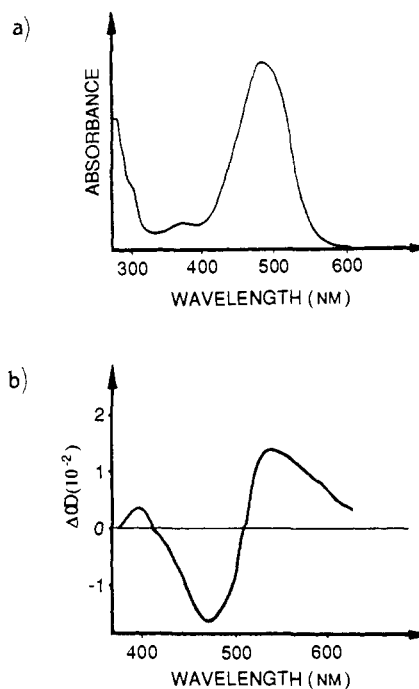 a)
ABSORBANCE
300 400 500 600
WAVELENGTH (NM)
b)
ΔOD(10⁻²)
2
1
0
-1
400 500 600
WAVELENGTH (NM)